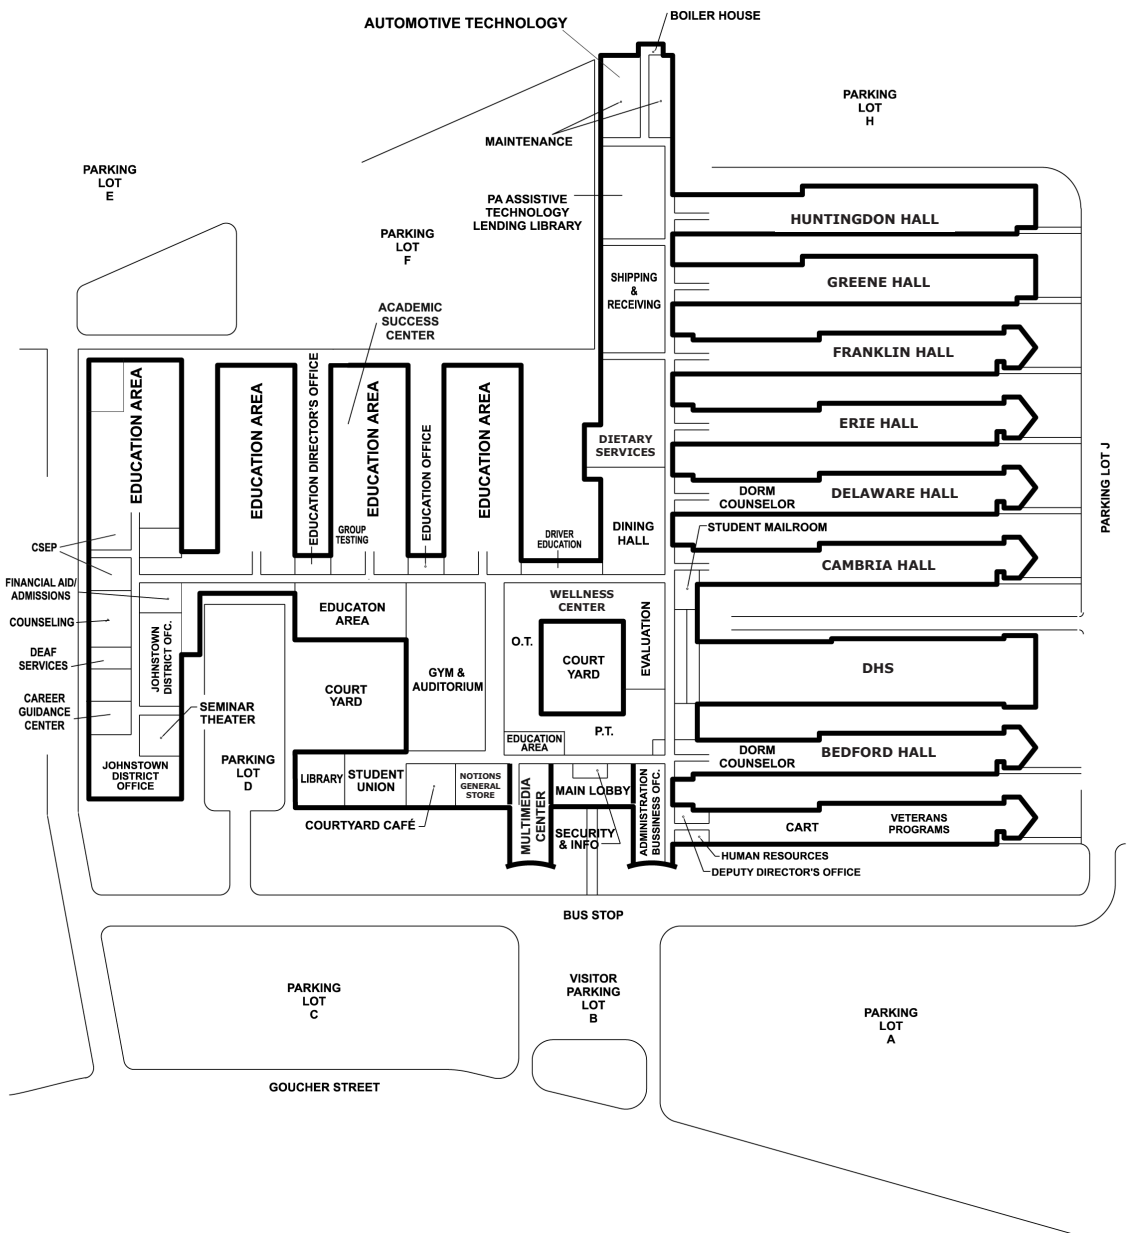 BOILER HOUSE
AUTOMOTIVE TECHNOLOGY
PARKING
LOT
H
MAINTENANCE
PARKING
LOT
E
PA ASSISTIVE
TECHNOLOGY
LENDING LIBRARY
HUNTINGDON HALL
PARKING
LOT
F
SHIPPING
&
RECEIVING
GREENE HALL
ACADEMIC
SUCCESS
CENTER
FRANKLIN HALL
EDUCATION AREA
EDUCATION AREA
EDUCATION DIRECTOR'S OFFICE
EDUCATION AREA
EDUCATION OFFICE
EDUCATION AREA
DIETARY
SERVICES
ERIE HALL
PARKING LOT J
DORM
COUNSELOR
DELAWARE HALL
GROUP
TESTING
DRIVER
EDUCATION
DINING
HALL
STUDENT MAILROOM
CSEP
CAMBRIA HALL
FINANCIAL AID/
ADMISSIONS
EDUCATON
AREA
WELLNESS
CENTER
COUNSELING
JOHNSTOWN
DISTRICT OFC.
O.T.
EVALUATION
DEAF
SERVICES
COURT
YARD
GYM &
AUDITORIUM
COURT
YARD
DHS
CAREER
GUIDANCE
CENTER
SEMINAR
THEATER
P.T.
EDUCATION
AREA
DORM
COUNSELOR
BEDFORD HALL
JOHNSTOWN
DISTRICT
OFFICE
PARKING
LOT
D
LIBRARY
STUDENT
UNION
NOTIONS
GENERAL
STORE
MULTIMEDIA
CENTER
MAIN LOBBY
ADMINISTRATION
BUSSINESS OFC.
COURTYARD CAFÉ
SECURITY
& INFO
CART
VETERANS
PROGRAMS
HUMAN RESOURCES
DEPUTY DIRECTOR'S OFFICE
BUS STOP
PARKING
LOT
C
VISITOR
PARKING
LOT
B
PARKING
LOT
A
GOUCHER STREET